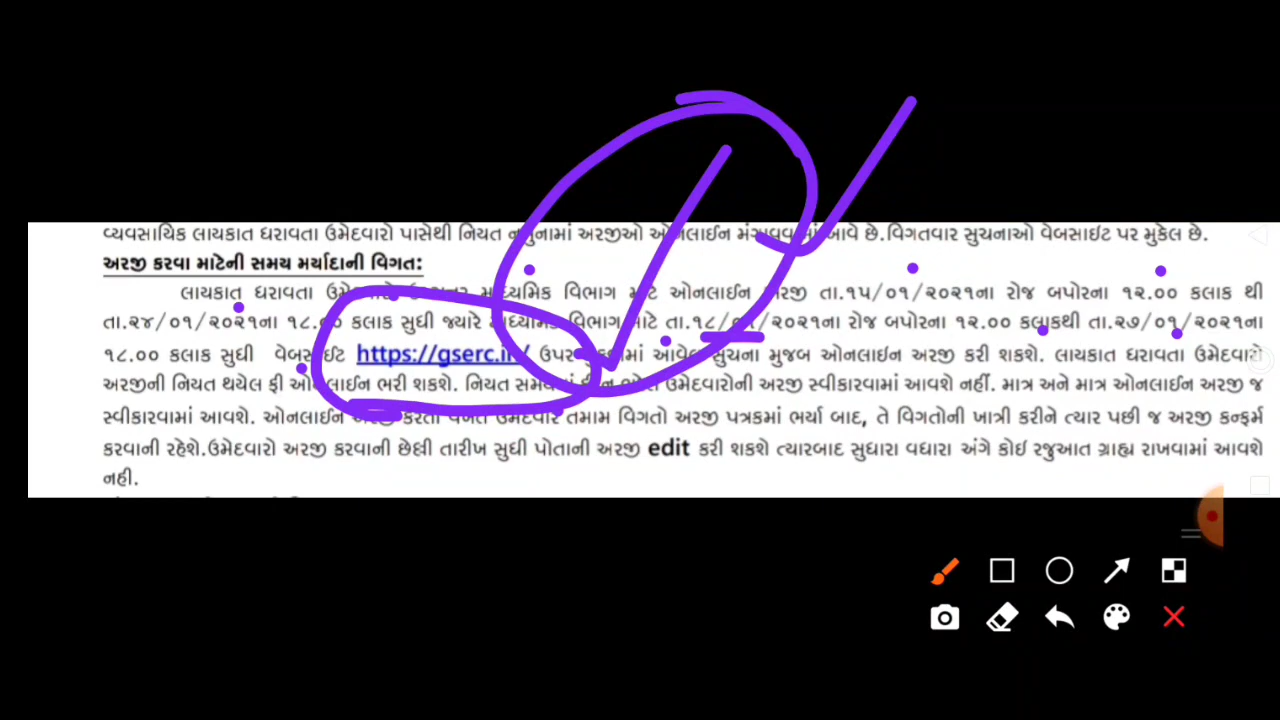 વ્યવસાયિક લાયકાત ધરાવતા ઉમેદવારો પાસેથી નિયત નમુનામાં અરજીઓ ઓનલાઈન મંગાવવામાં આવે છે.વિગતવાર સુચનાઓ વેબસાઈટ પર મુકેલ છે.
અરજી કરવા માટેની સમય મર્યાદાની વિગત:
લાયકાત ધરાવતા માધ્યમિક વિભાગ માટે ઓનલાઈન અરજી તા.૧૫/૦૧/૨૦૨૧ના રોજ બપોરના ૧૨.૦૦ કલાક થી
તા.૨૪/૦૧/૨૦૨૧ના ૧૮.૦૦ કલાક સુધી જ્યારે માધ્યમિક વિભાગ માટે તા.૧૮/૦૧/૨૦૨૧ના રોજ બપોરના ૧૨.૦૦ કલાકથી તા.૨૭/૦૧/૨૦૨૧ના
૧૮.૦૦ કલાક સુધી વેબસાઈટ https://gserc.in/ ઉપર આવેલ સુચના મુજબ ઓનલાઈન અરજી કરી શકશે. લાયકાત ધરાવતા ઉમેદવારો
અરજીની નિયત થયેલ ફી ઓનલાઈન ભરી શકશે. નિયત ઉમેદવારોની અરજી સ્વીકારવામાં આવશે નહીં. માત્ર અને માત્ર ઓનલાઈન અરજી જ
સ્વીકારવામાં આવશે. ઓનલાઈન અરજી કરતી વખતે ઉમેદવારે તમામ વિગતો અરજી પત્રકમાં ભર્યા બાદ, તે વિગતોની ખાત્રી કરીને ત્યાર પછી જ અરજી કન્ફર્મ
કરવાની રહેશે.ઉમેદવારો અરજી કરવાની છેલ્લી તારીખ સુધી પોતાની અરજી edit કરી શકશે ત્યારબાદ સુધારા વધારા અંગે કોઈ રજુઆત ગ્રાહ્ય રાખવામાં આવશે
નહી.